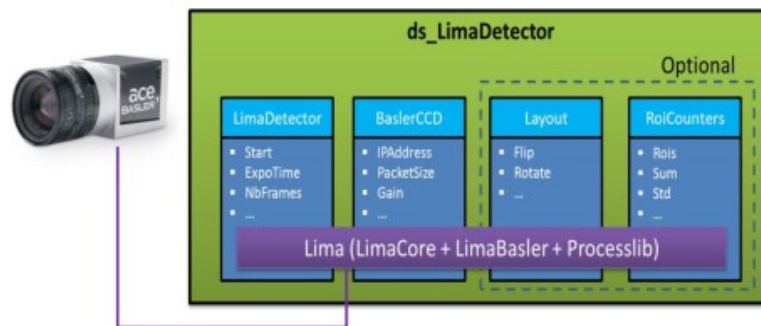 ds_LimaDetector
Optional
ace
BASLER
LimaDetector
▪ Start
▪ ExpoTime
▪ NbFrames
▪ ...
BaslerCCD
▪ IPAddress
▪ PacketSize
▪ Gain
▪ ...
Layout
▪ Flip
▪ Rotate
▪ ...
RoiCounters
▪ Rois
▪ Sum
▪ Std
▪ ...
Lima (LimaCore + LimaBasler + Processlib)